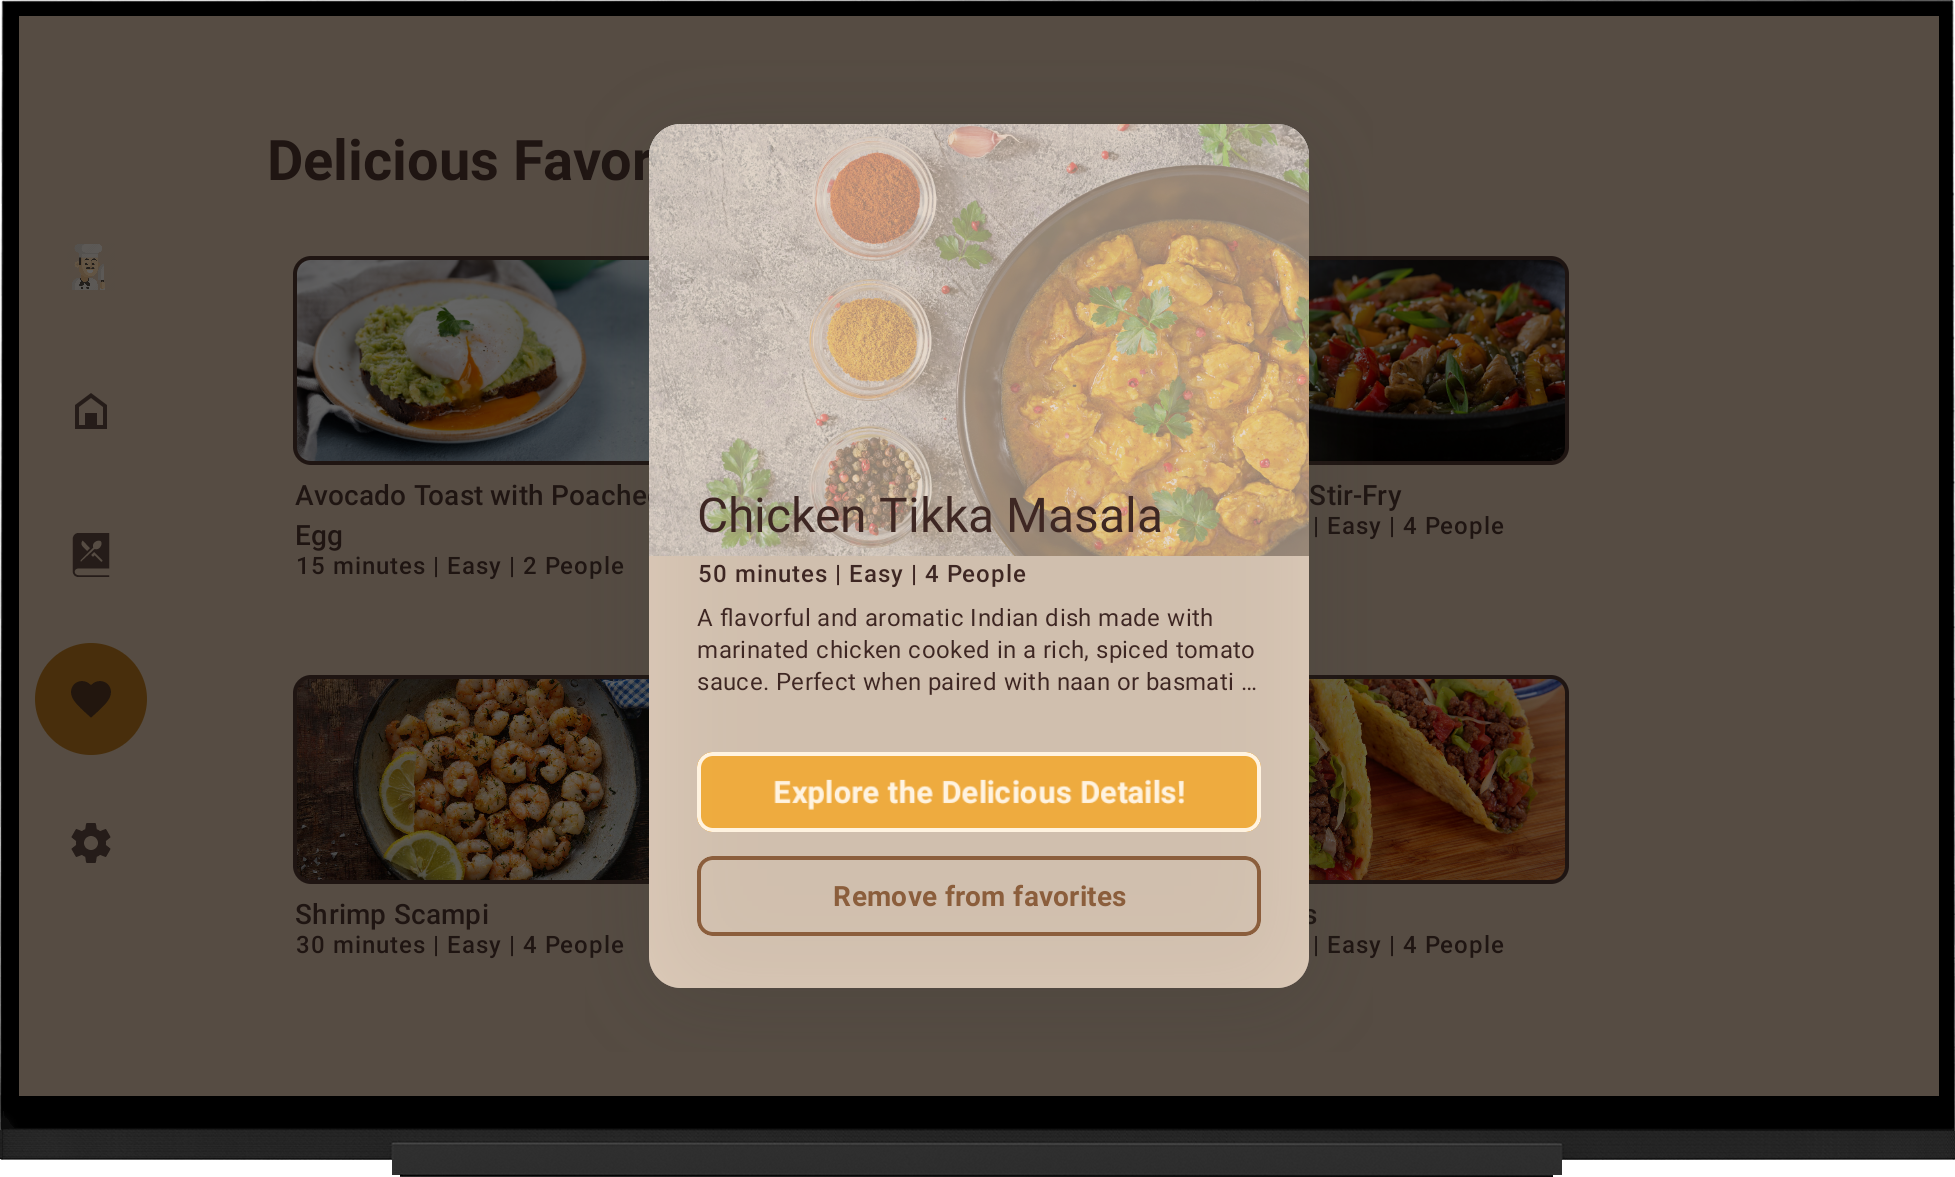 Delicious Favor
Avocado Toast with Poache
Egg
15 minutes | Easy | 2 People
Stir-Fry
| Easy | 4 People
Shrimp Scampi
30 minutes | Easy | 4 People
s
| Easy | 4 People
Chicken Tikka Masala
50 minutes | Easy | 4 People
A flavorful and aromatic Indian dish made with
marinated chicken cooked in a rich, spiced tomato
sauce. Perfect when paired with naan or basmati ...
Explore the Delicious Details!
Remove from favorites